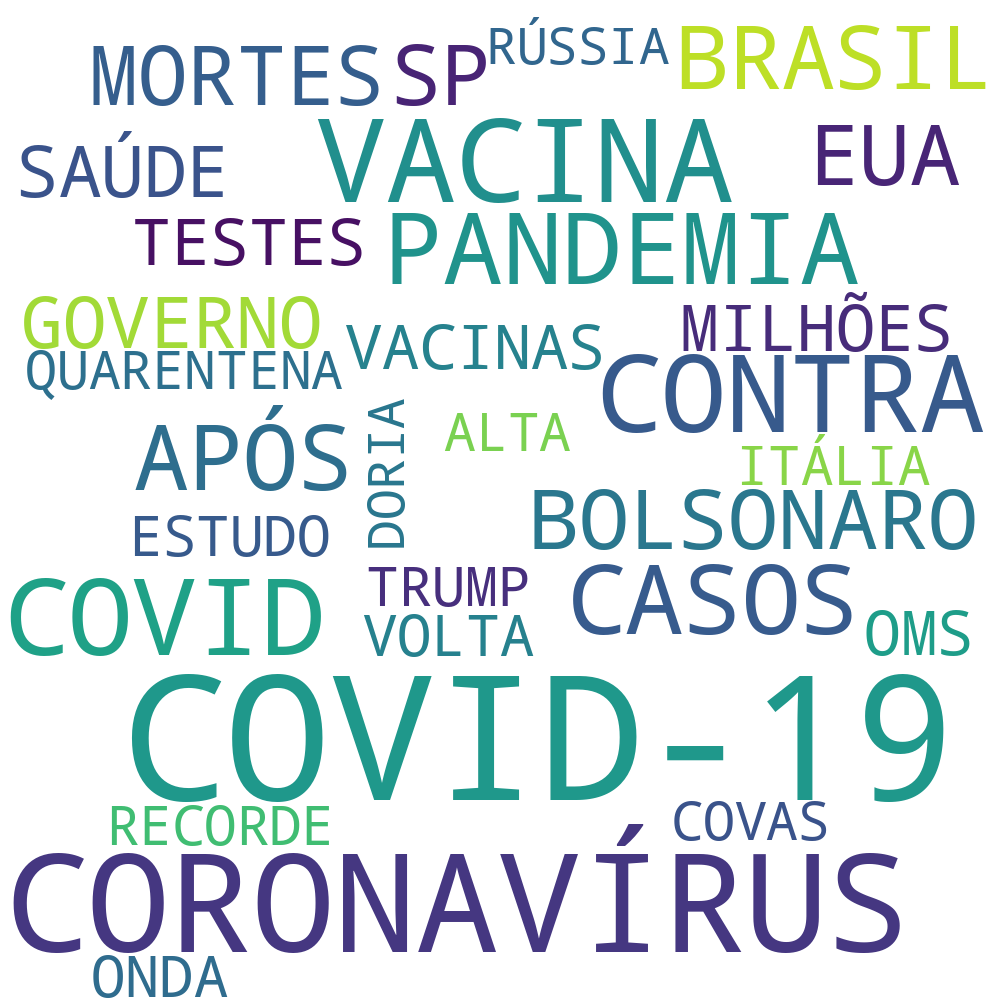 RÚSSIA
MORTES SP BRASIL
VACINA
SAÚDE EUA
TESTES PANDEMIA
GOVERNO MILHÕES
VACINAS
QUARENTENA
CONTRA
APÓS DORIA ALTA
ITÁLIA
BOLSONARO
ESTUDO
TRUMP CASOS
COVID VOLTA OMS
COVID-19
RECORDE COVAS
CORONAVÍRUS
ONDA